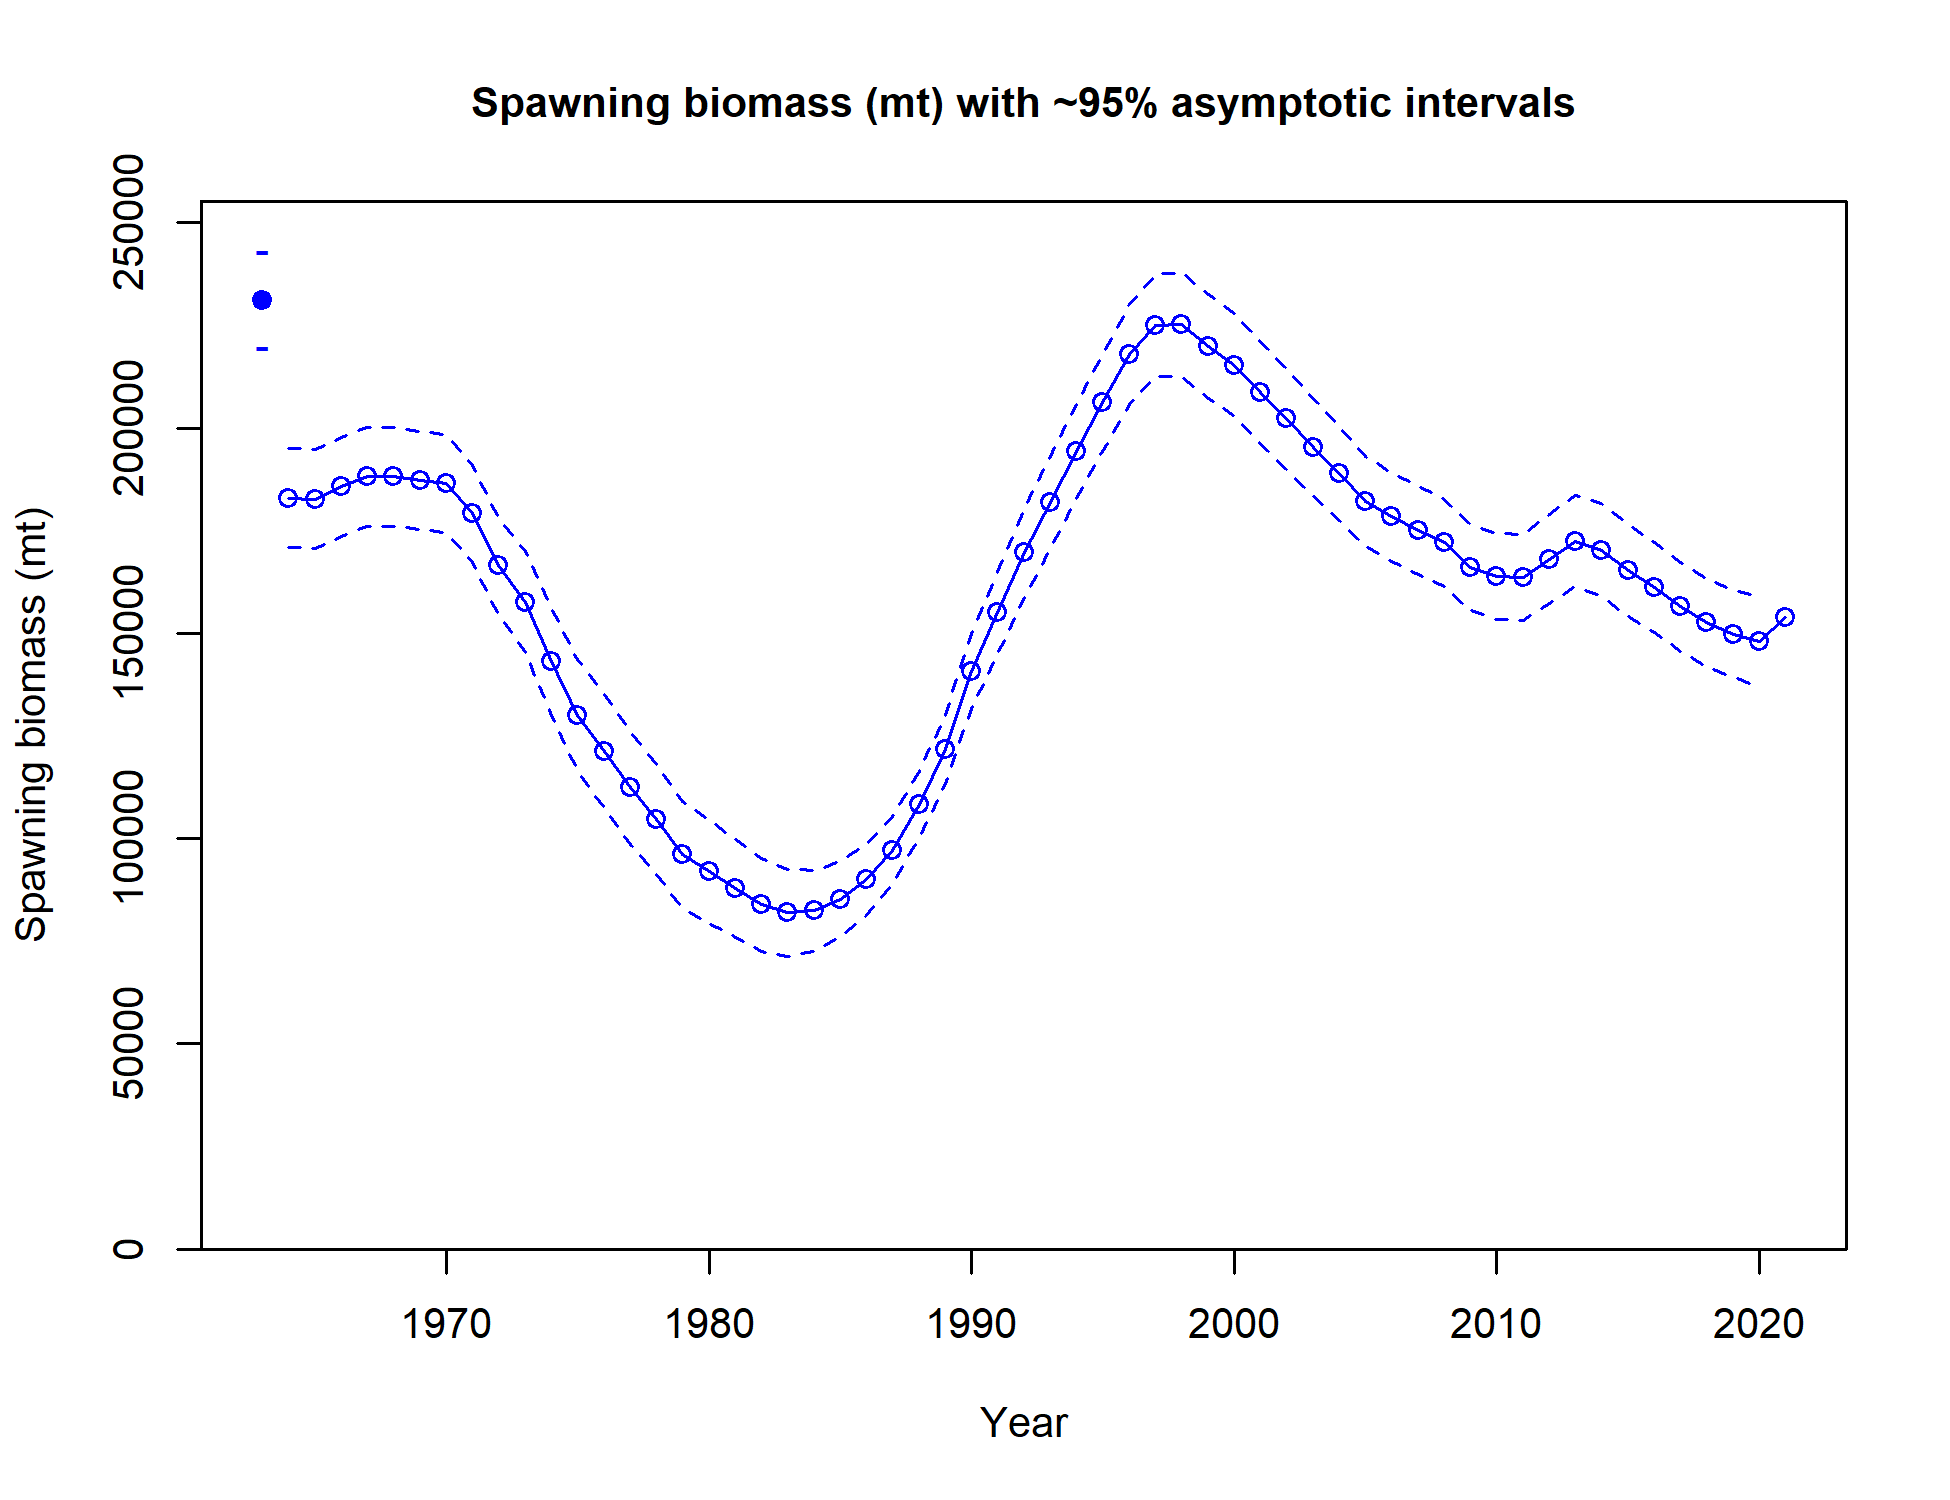 Spawning biomass (mt) with ~95% asymptotic intervals
Spawning biomass (mt)
250000
200000
150000
100000
50000
0
1970 1980 1990 2000 2010 2020
Year